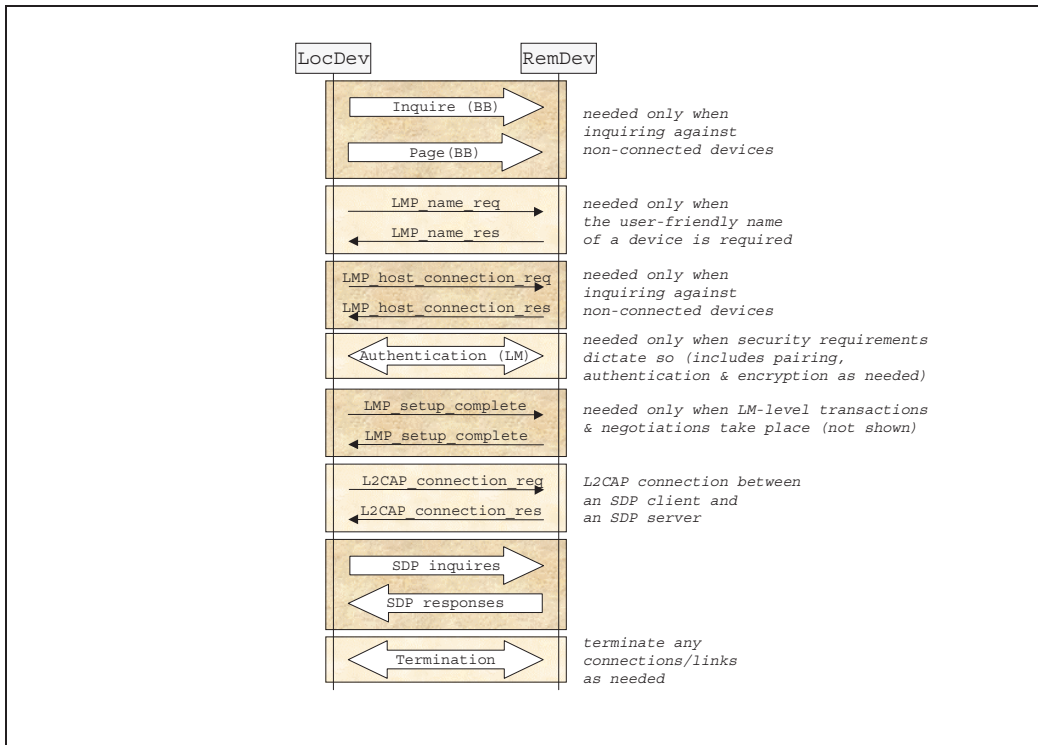 LocDev
RemDev
Inquire (BB)
Page(BB)
needed only when
inquiring against
non-connected devices
LMP_name_req
LMP_name_res
needed only when
the user-friendly name
of a device is required
LMP_host_connection_req
LMP_host_connection_res
needed only when
inquiring against
non-connected devices
Authentication (LM)
needed only when security requirements
dictate so (includes pairing,
authentication & encryption as needed)
LMP_setup_complete
LMP_setup_complete
needed only when LM-level transactions
& negotiations take place (not shown)
L2CAP_connection_req
L2CAP_connection_res
L2CAP connection between
an SDP client and
an SDP server
SDP inquires
SDP responses
Termination
terminate any
connections/links
as needed